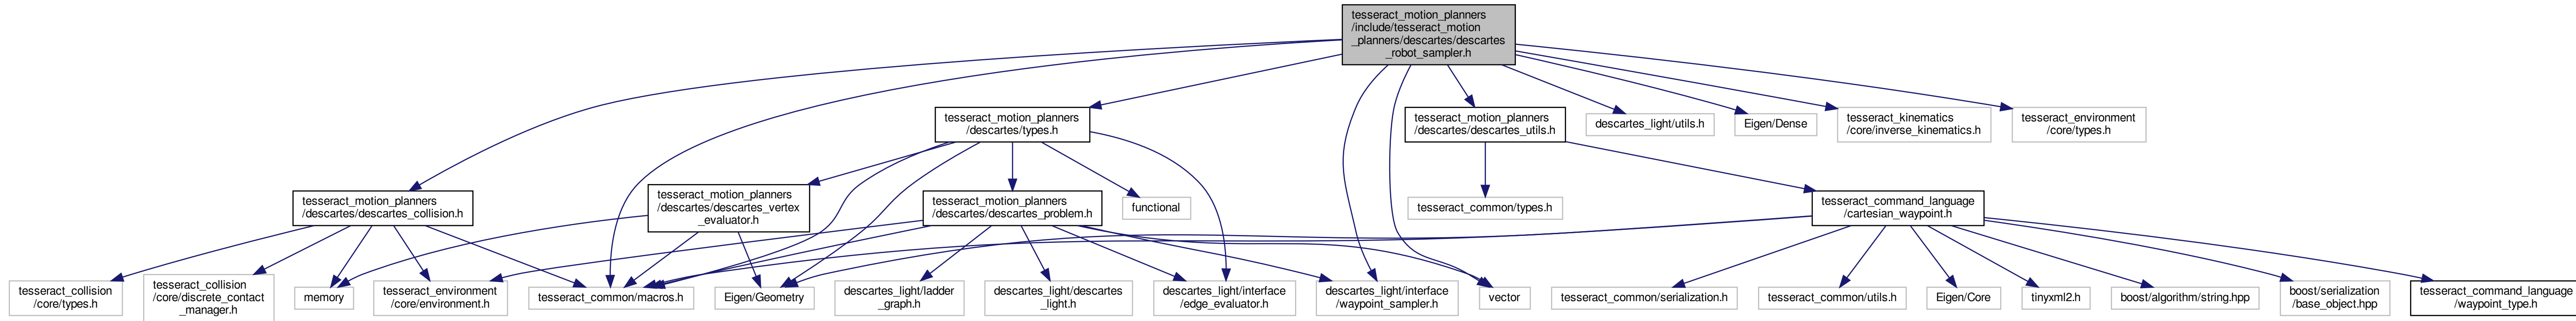 tesseract_motion_planners
/include/tesseract_motion
_planners/descartes/descartes
_robot_sampler.h
tesseract_motion_planners
/descartes/types.h
tesseract_motion_planners
/descartes/descartes_utils.h
descartes_light/utils.h
Eigen/Dense
tesseract_kinematics
/core/inverse_kinematics.h
tesseract_environment
/core/types.h
tesseract_motion_planners
/descartes/descartes_collision.h
tesseract_motion_planners
/descartes/descartes_vertex
_evaluator.h
tesseract_motion_planners
/descartes/descartes_problem.h
functional
tesseract_common/types.h
tesseract_command_language
/cartesian_waypoint.h
tesseract_collision
/core/types.h
tesseract_collision
/core/discrete_contact
_manager.h
memory
tesseract_environment
/core/environment.h
tesseract_common/macros.h
Eigen/Geometry
descartes_light/ladder
_graph.h
descartes_light/descartes
_light.h
descartes_light/interface
/edge_evaluator.h
descartes_light/interface
/waypoint_sampler.h
vector
tesseract_common/serialization.h
tesseract_common/utils.h
Eigen/Core
tinyxml2.h
boost/algorithm/string.hpp
boost/serialization
/base_object.hpp
tesseract_command_language
/waypoint_type.h